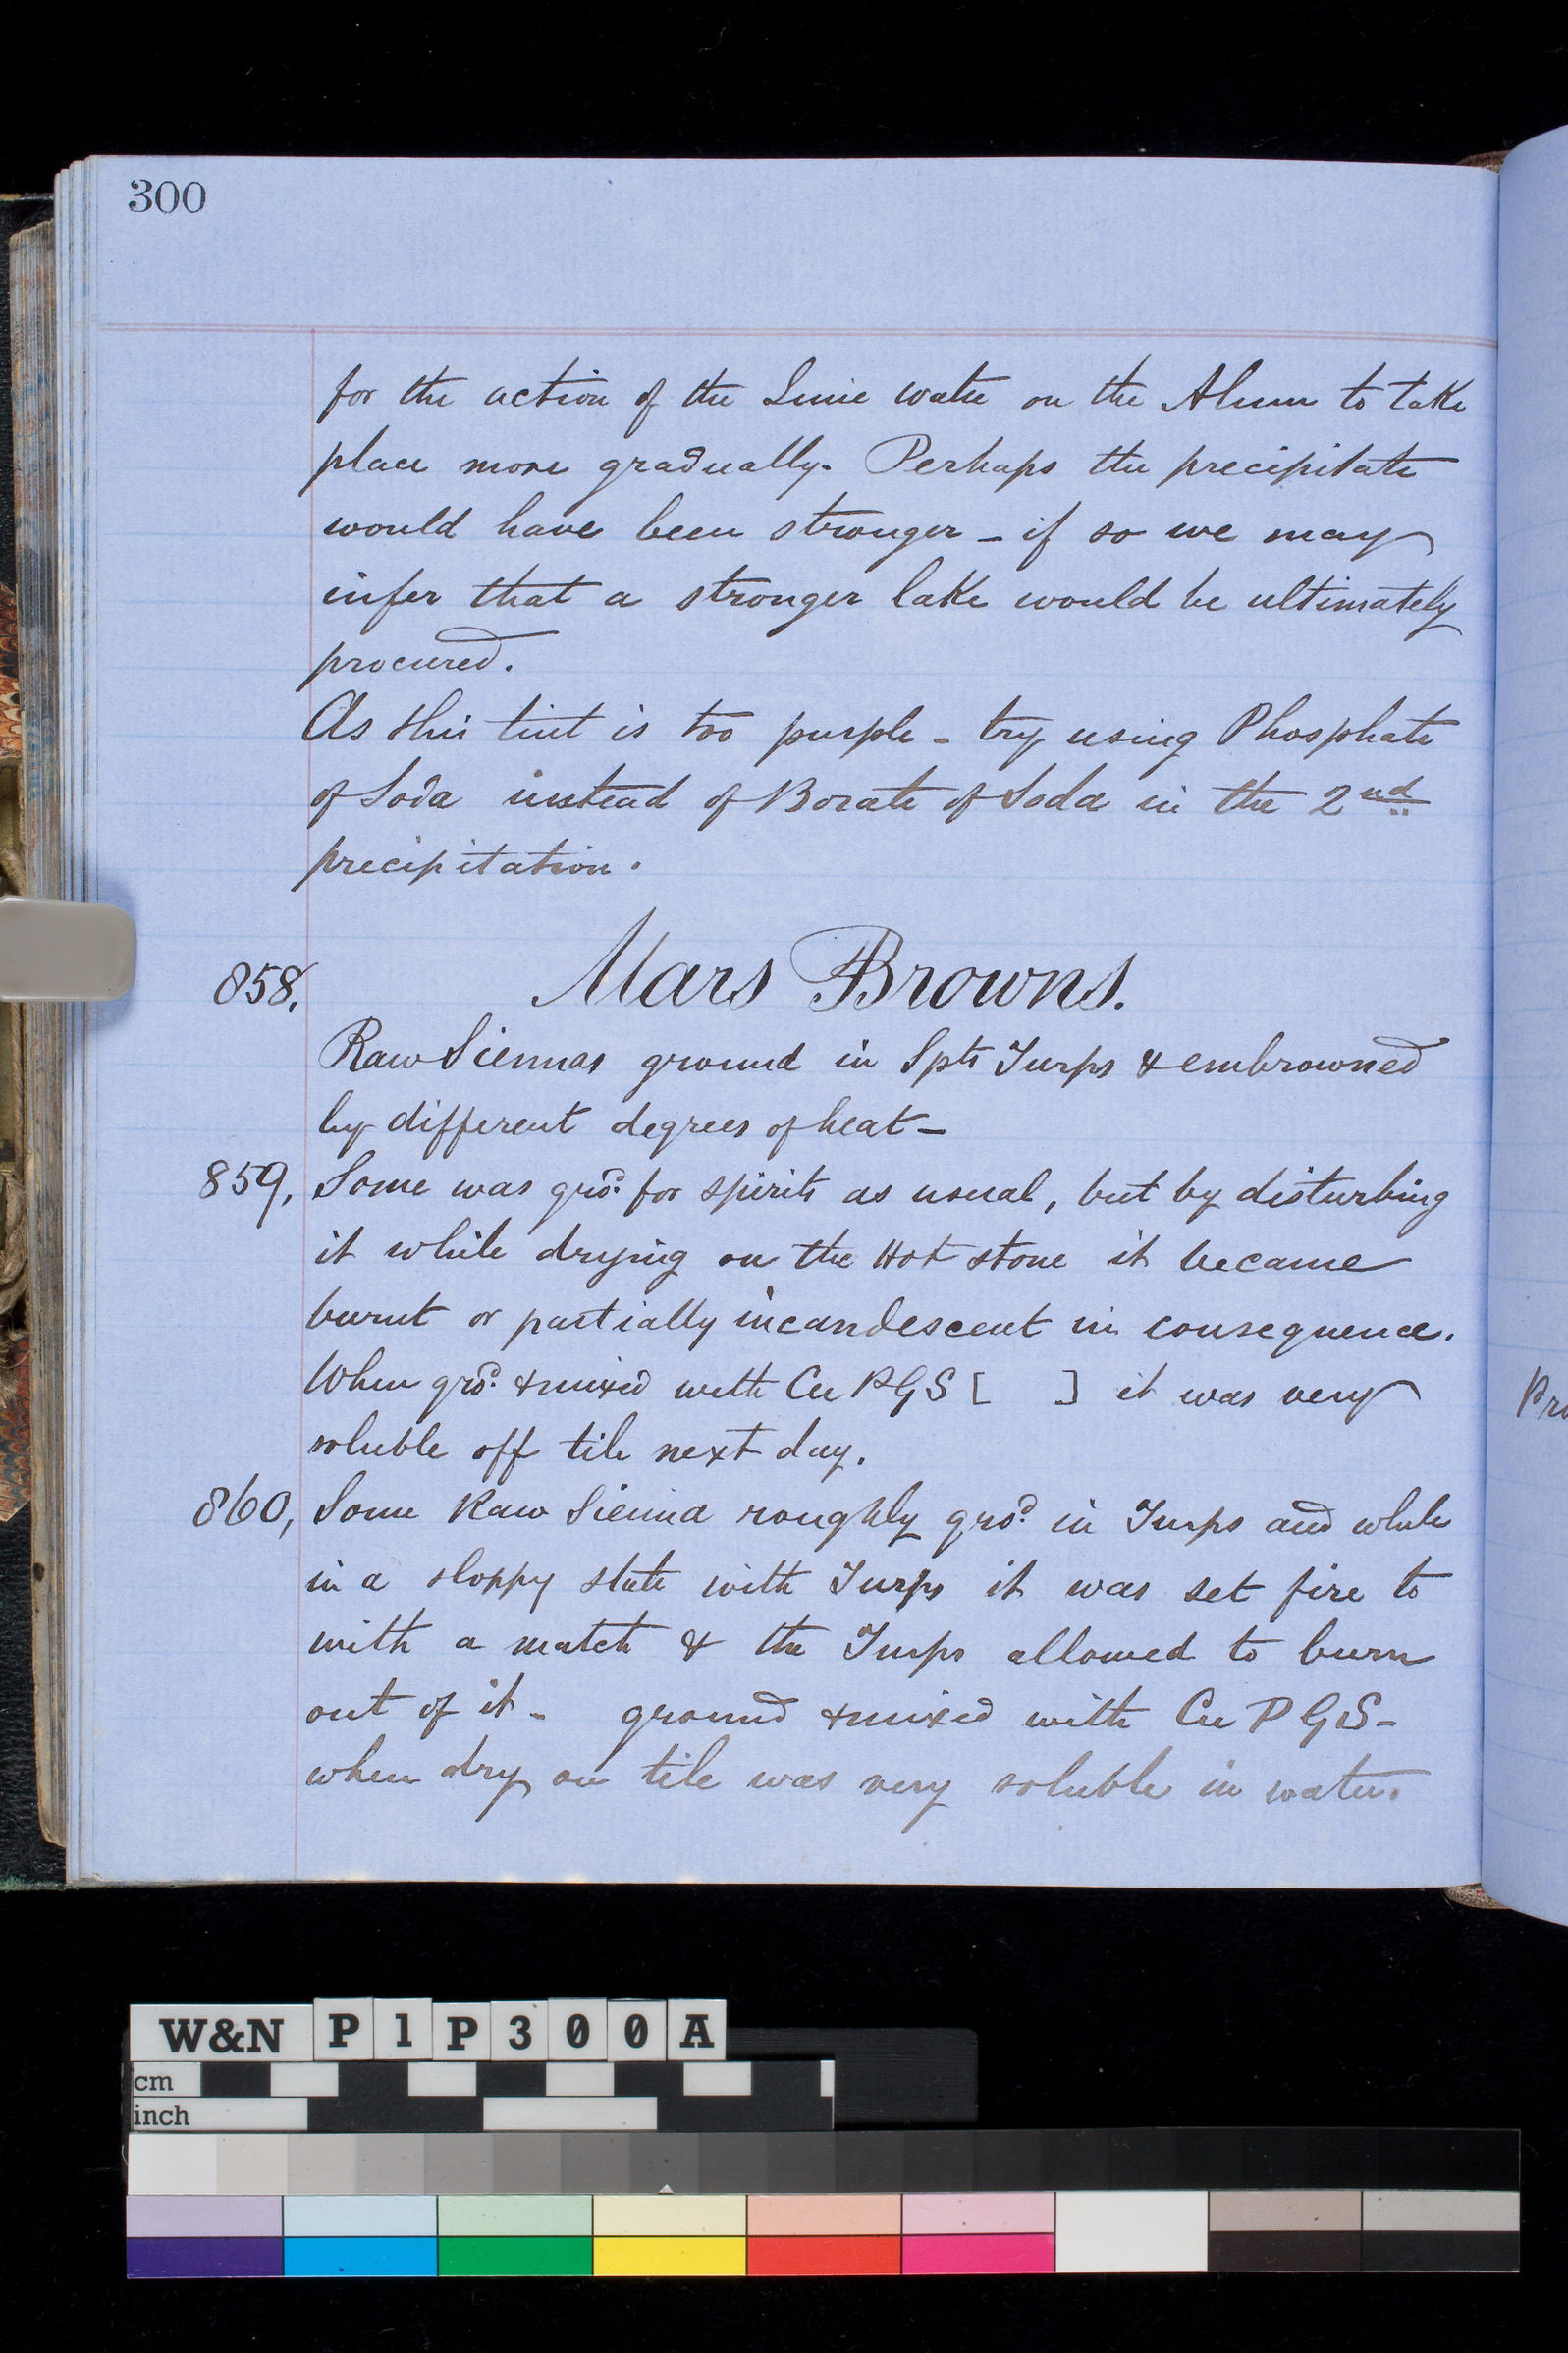 300
for the action of the Lime water on the Alum to take
place more gradually. Perhaps the precipitate
would have been stronger - if so we may
infer that a stronger lake would be ultimately
procured.
As this tint is too purple - try using Phosphate
of Soda instead of Borate of Soda in the 2nd
precipitation.
858, Mars Browns.
Raw Siennas ground in Spts Turps & embrowned
by different degrees of heat -
859, Some was grd. for spirits as usual, but by disturbing
it while drying on the Hot stone it became
burnt or partially incandescent in consequence.
When grd. & mixed with Cu PGS [ ] it was very
soluble off tile next day.
860, Some Raw Sienna roughly grd. in Turps and while
in a sloppy state with Turps it was set fire to
with a match & the Turps allowed to burn
out of it - ground & mixed with Cu P G S -
when dry on tile was very soluble in water.
W&N P1P300A
cm
inch